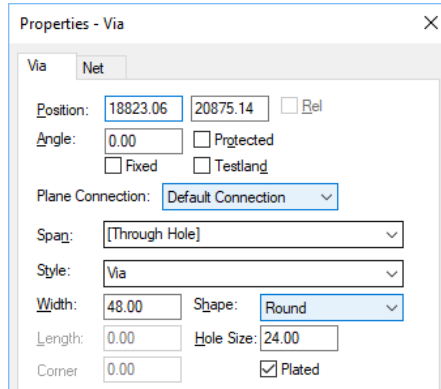 Properties - Via
Via Net
Position: 18823.06 20875.14 Rel
Angle: 0.00 Protected
Fixed Testland
Plane Connection: Default Connection
Span: [Through Hole]
Style: Via
Width: 48.00 Shape: Round
Length: 0.00 Hole Size: 24.00
Corner 0.00 Plated